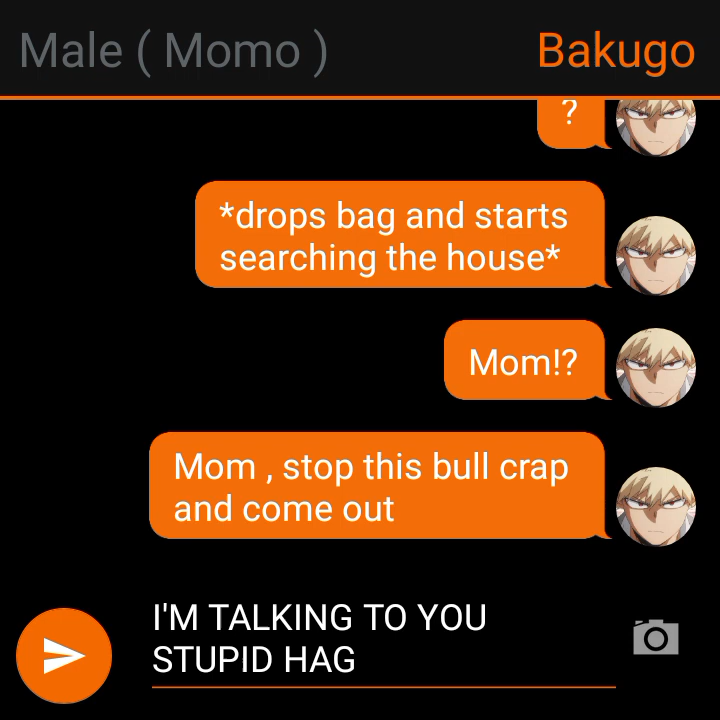 Male ( Momo )
Bakugo
?
*drops bag and starts
searching the house*
Mom!?
Mom , stop this bull crap
and come out
I'M TALKING TO YOU
STUPID HAG